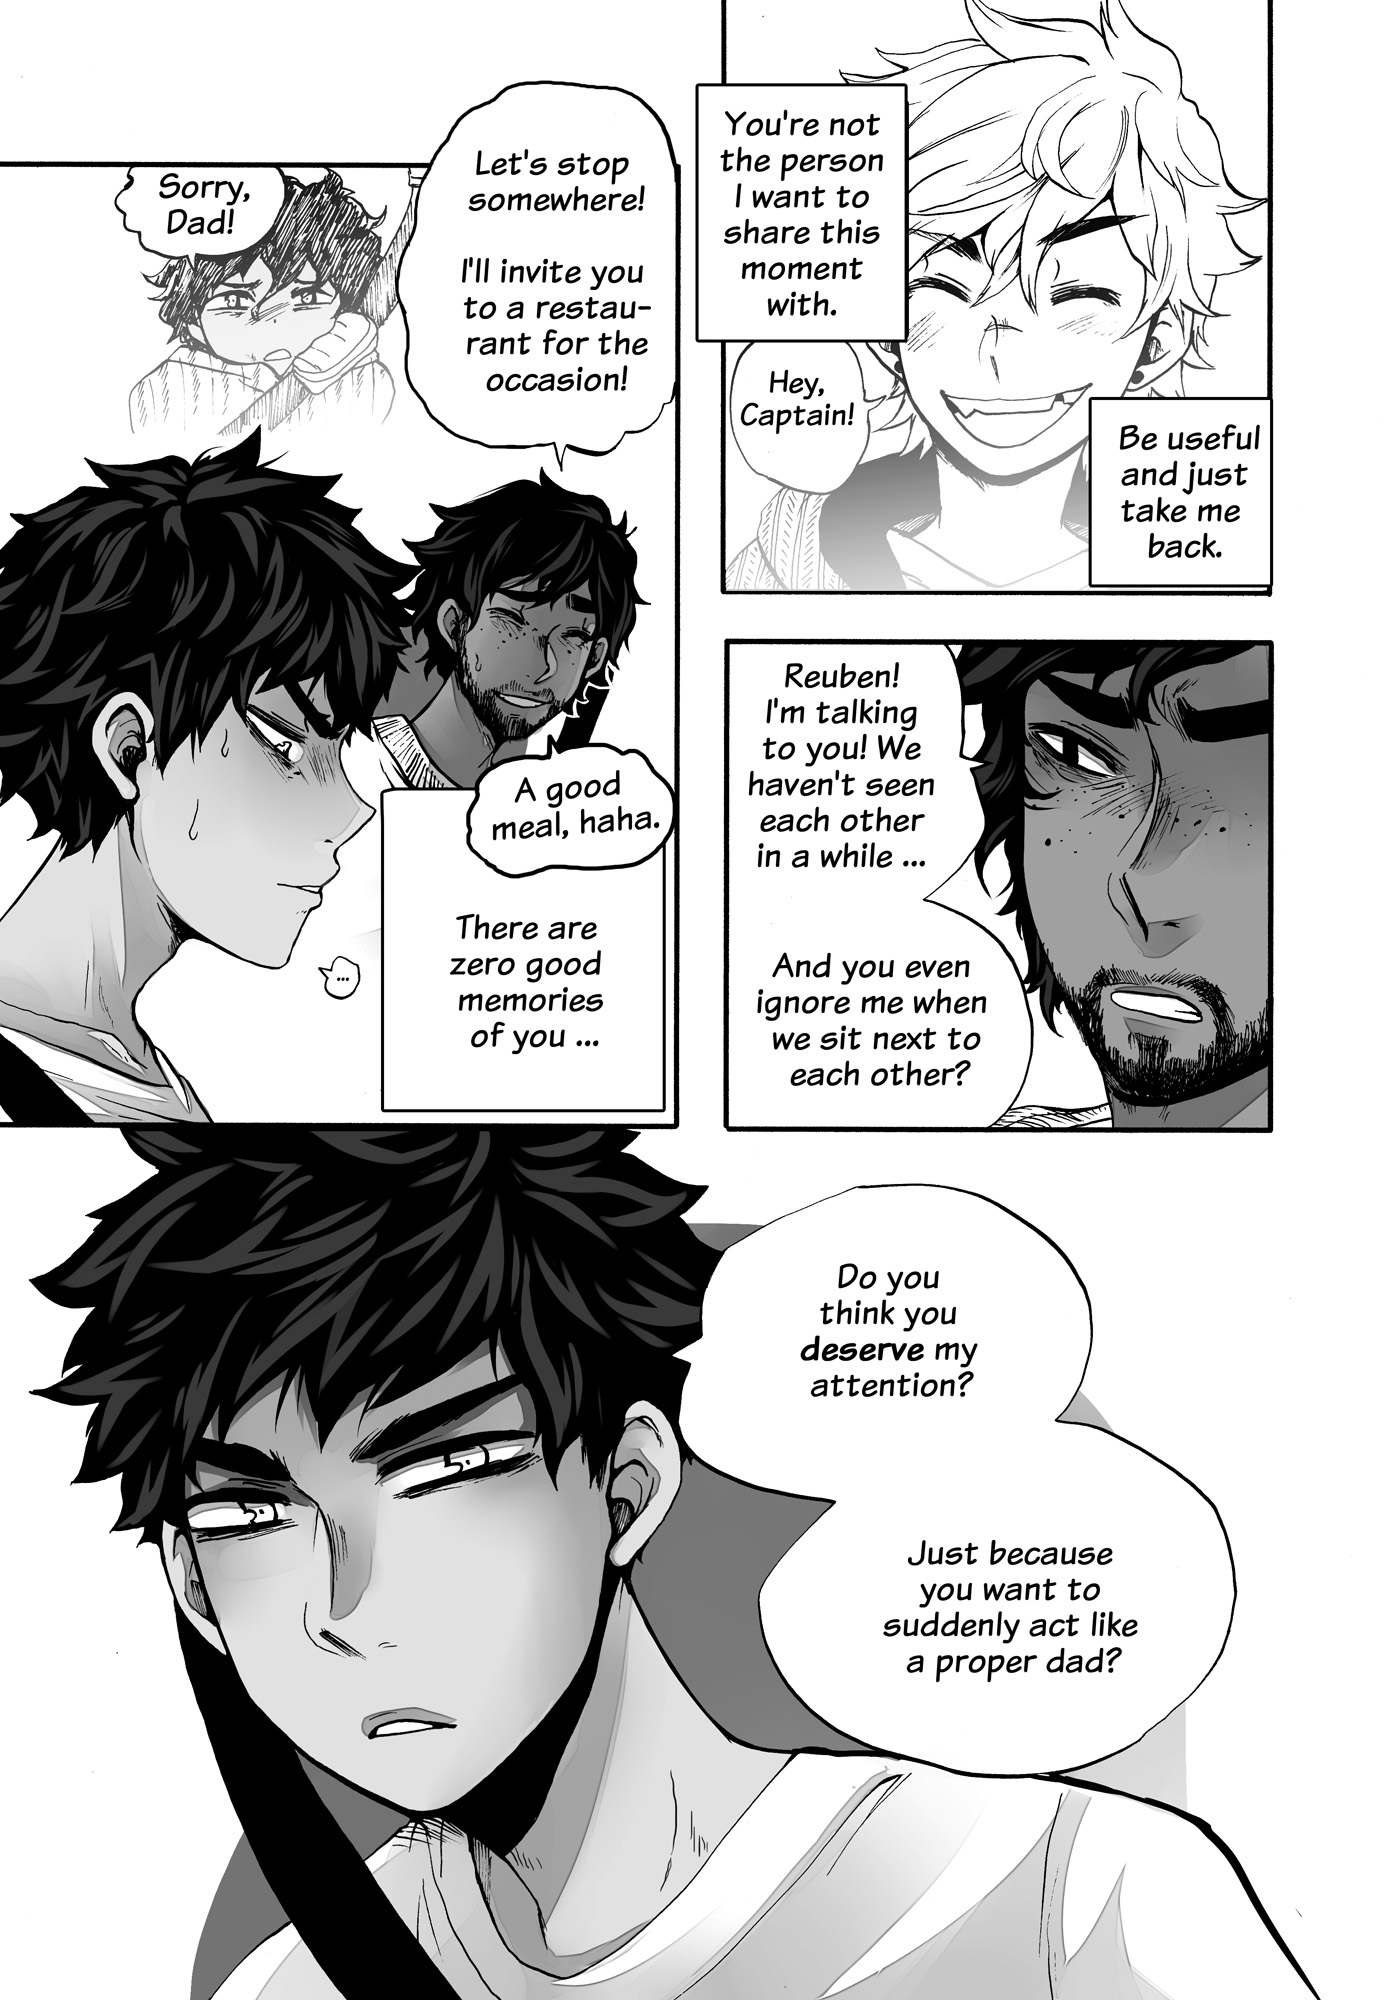 Let's stop
somewhere!
I'll invite you
to a restau-
rant for the
occasion!
Sorry,
Dad!
A good
meal, haha.
...
There are
zero good
memories
of you ...
You're not
the person
I want to
share this
moment
with.
Hey,
Captain!
Be useful
and just
take me
back.
Reuben!
I'm talking
to you! We
haven't seen
each other
in a while ...
And you even
ignore me when
we sit next to
each other?
Do you
think you
deserve my
attention?
Just because
you want to
suddenly act like
a proper dad?